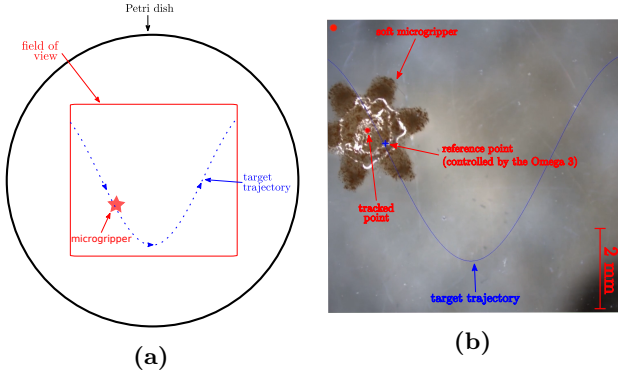 Petri dish
field of
view
target
trajectory
microgripper
(a)
soft microgripper
reference point
(controlled by the Omega 3)
tracked
point
target trajectory
2 mm
(b)